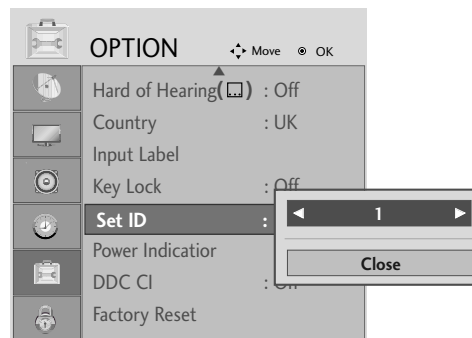 OPTION Move OK
Hard of Hearing(...) : Off
Country : UK
Input Label
Key Lock : Off
Set ID :
1
Power Indicatior
Close
DDC CI : On
Factory Reset